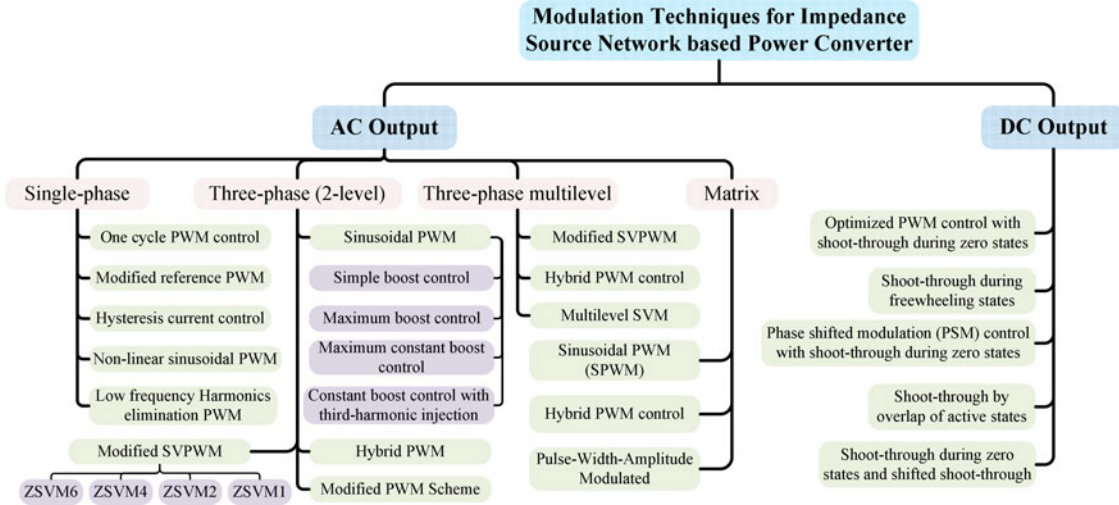 Modulation Techniques for Impedance
Source Network based Power Converter
AC Output
DC Output
Single-phase
Three-phase (2-level)
Three-phase multilevel
Matrix
One cycle PWM control
Modified reference PWM
Hysteresis current control
Non-linear sinusoidal PWM
Low frequency Harmonics
elimination PWM
Sinusoidal PWM
Simple boost control
Maximum boost control
Maximum constant boost
control
Constant boost control with
third-harmonic injection
Modified SVPWM
ZSVM6
ZSVM4
ZSVM2
ZSVM1
Hybrid PWM
Modified PWM Scheme
Modified SVPWM
Hybrid PWM control
Multilevel SVM
Sinusoidal PWM
(SPWM)
Hybrid PWM control
Pulse-Width-Amplitude
Modulated
Optimized PWM control with
shoot-through during zero states
Shoot-through during
freewheeling states
Phase shifted modulation (PSM) control
with shoot-through during zero states
Shoot-through by
overlap of active states
Shoot-through during zero
states and shifted shoot-through